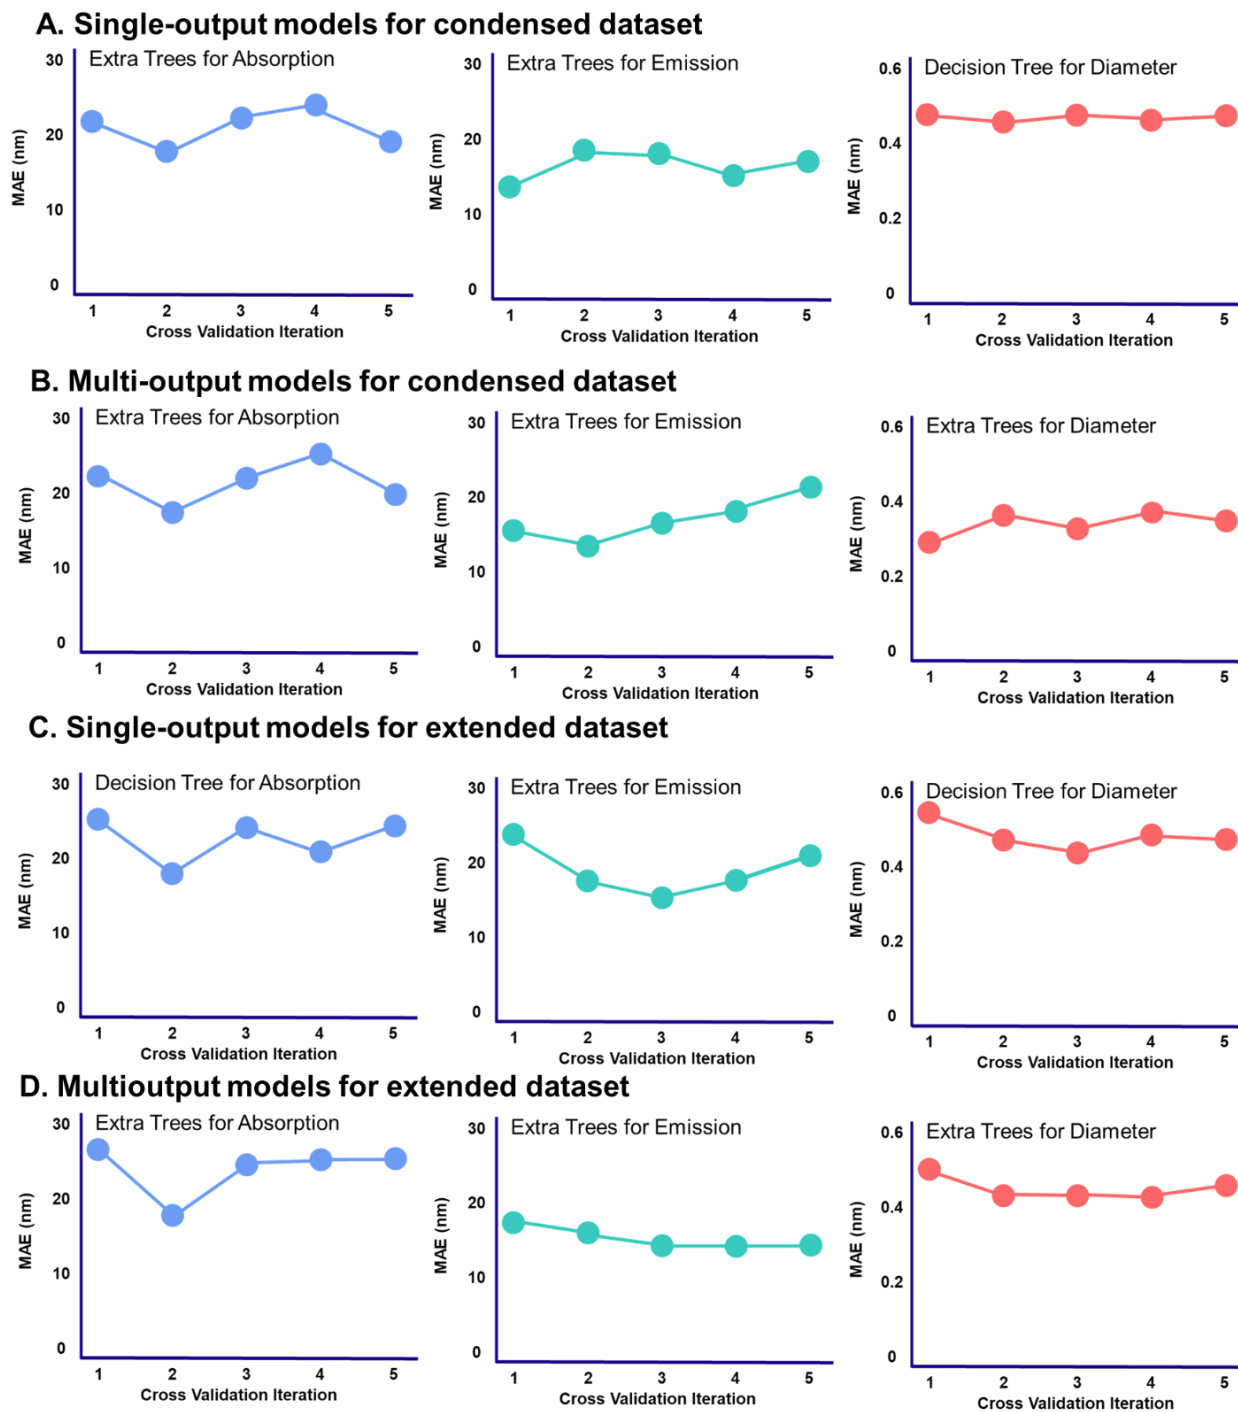 A. Single-output models for condensed dataset
Extra Trees for Absorption
30
20
10
0
MAE (nm)
1 2 3 4 5
Cross Validation Iteration
Extra Trees for Emission
30
20
10
0
MAE (nm)
1 2 3 4 5
Cross Validation Iteration
Decision Tree for Diameter
0.6
0.4
0.2
0
MAE (nm)
1 2 3 4 5
Cross Validation Iteration
B. Multi-output models for condensed dataset
Extra Trees for Absorption
30
20
10
0
MAE (nm)
1 2 3 4 5
Cross Validation Iteration
Extra Trees for Emission
30
20
10
0
MAE (nm)
1 2 3 4 5
Cross Validation Iteration
Extra Trees for Diameter
0.6
0.4
0.2
0
MAE (nm)
1 2 3 4 5
Cross Validation Iteration
C. Single-output models for extended dataset
Decision Tree for Absorption
30
20
10
0
MAE (nm)
1 2 3 4 5
Cross Validation Iteration
Extra Trees for Emission
30
20
10
0
MAE (nm)
1 2 3 4 5
Cross Validation Iteration
Decision Tree for Diameter
0.6
0.4
0.2
0
MAE (nm)
1 2 3 4 5
Cross Validation Iteration
D. Multioutput models for extended dataset
Extra Trees for Absorption
30
20
10
0
MAE (nm)
1 2 3 4 5
Cross Validation Iteration
Extra Trees for Emission
30
20
10
0
MAE (nm)
1 2 3 4 5
Cross Validation Iteration
Extra Trees for Diameter
0.6
0.4
0.2
0
MAE (nm)
1 2 3 4 5
Cross Validation Iteration